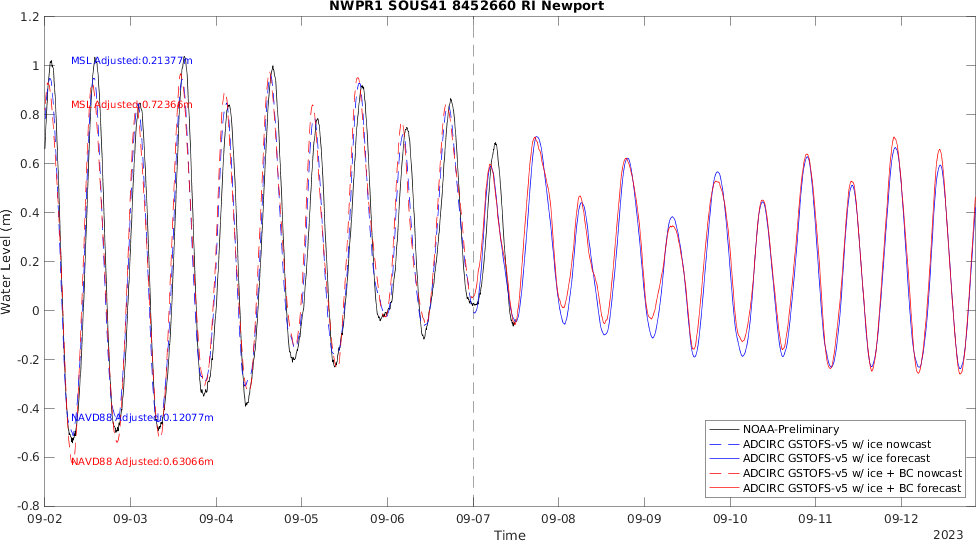 NWPR1 SOUS41 8452660 RI Newport
1.2
1
0.8
0.6
0.4
0.2
0
-0.2
-0.4
-0.6
-0.8
Water Level (m)
MSL Adjusted:0.21377m
MSL Adjusted:0.72366m
NAVD88 Adjusted:0.12077m
NAVD88 Adjusted:0.63066m
NOAA-Preliminary
ADCIRC GSTOFS-v5 w/ ice nowcast
ADCIRC GSTOFS-v5 w/ ice forecast
ADCIRC GSTOFS-v5 w/ ice + BC nowcast
ADCIRC GSTOFS-v5 w/ ice + BC forecast
09-02 09-03 09-04 09-05 09-06 09-07 09-08 09-09 09-10 09-11 09-12
Time
2023